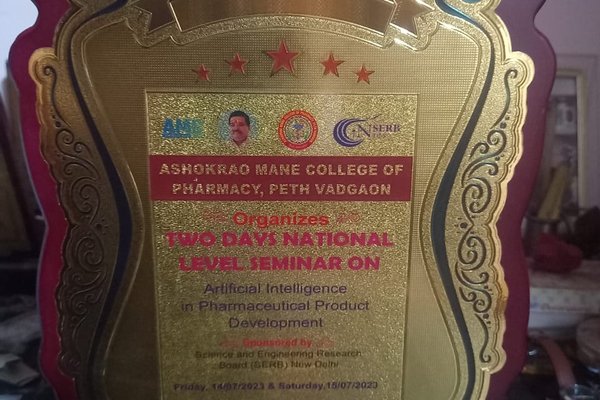 SERB
ASHOKRAO MANE COLLEGE OF
PHARMACY, PETH VADGAON
Organizes
TWO DAYS NATIONAL
LEVEL SEMINAR ON
Artificial Intelligence
in Pharmaceutical Product
Development
Sponsored by
Science and Engineering Research
Board (SERB) New Delhi
Friday, 14/07/2023 & Saturday,15/07/2023